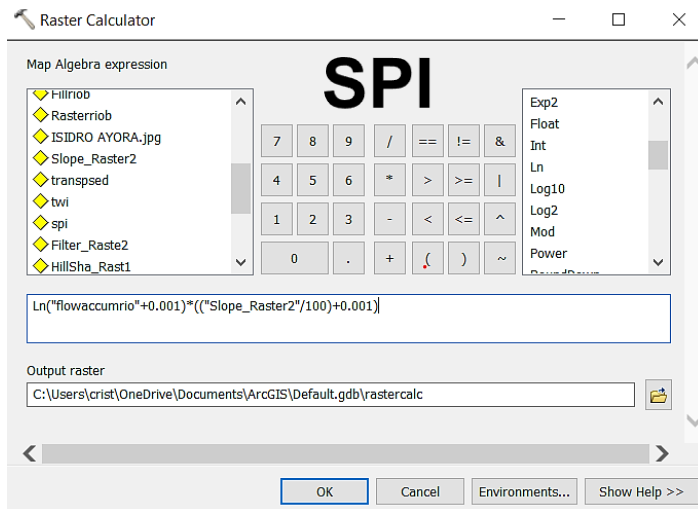 Raster Calculator
Map Algebra expression
SPI
Fillriob
Rasterriob
ISIDRO AYORA.jpg
Slope_Raster2
transpsed
twi
spi
Filter_Raste2
HillSha_Rast1
7 8 9 / == != &
4 5 6 * > >= |
1 2 3 - < <= ^
0 . + ( ) ~
Exp2
Float
Int
Ln
Log10
Log2
Mod
Power
RoundDown
Ln("flowaccumrio"+0.001)*(("Slope_Raster2"/100)+0.001)
Output raster
C:\Users\crist\OneDrive\Documents\ArcGIS\Default.gdb\rastercalc
OK Cancel Environments... Show Help >>